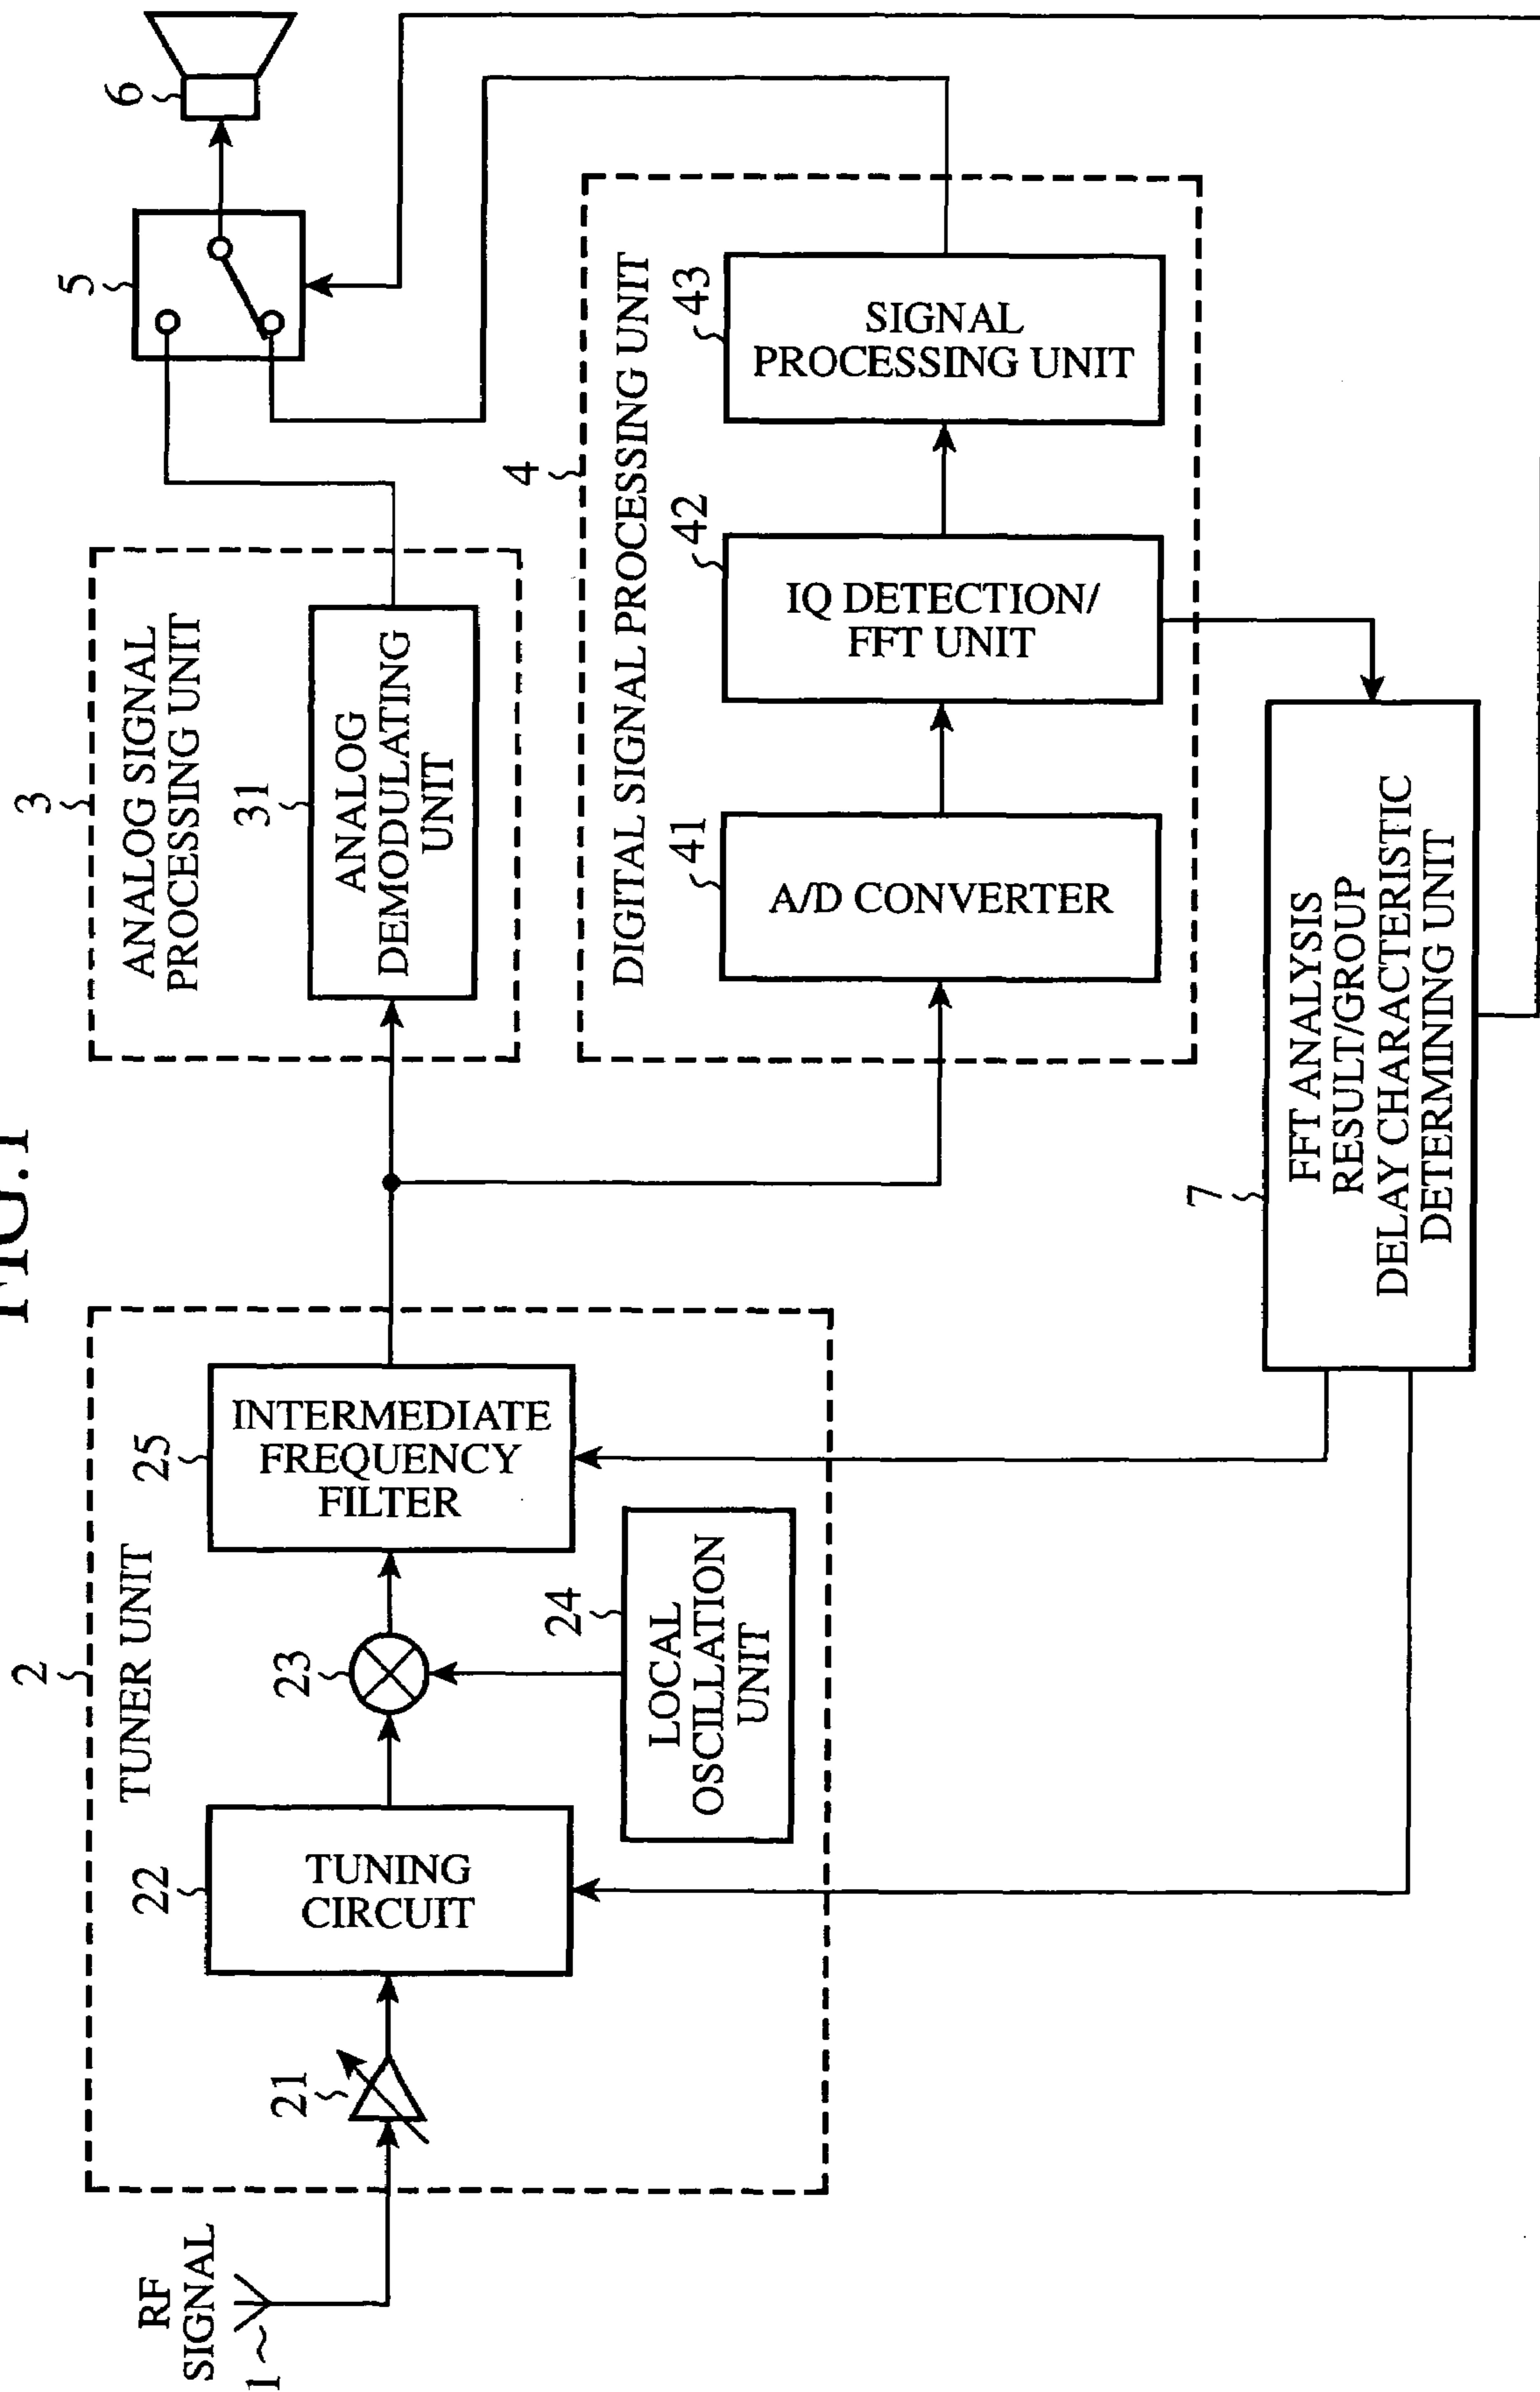 FIG.1
RF
SIGNAL
1
2
TUNER UNIT
21
22
TUNING
CIRCUIT
23
24
LOCAL
OSCILLATION
UNIT
25
INTERMEDIATE
FREQUENCY
FILTER
3
ANALOG SIGNAL
PROCESSING UNIT
31
ANALOG
DEMODULATING
UNIT
4
DIGITAL SIGNAL PROCESSING UNIT
41
A/D CONVERTER
42
IQ DETECTION/
FFT UNIT
43
SIGNAL
PROCESSING UNIT
5
6
7
FFT ANALYSIS
RESULT/GROUP
DELAY CHARACTERISTIC
DETERMINING UNIT